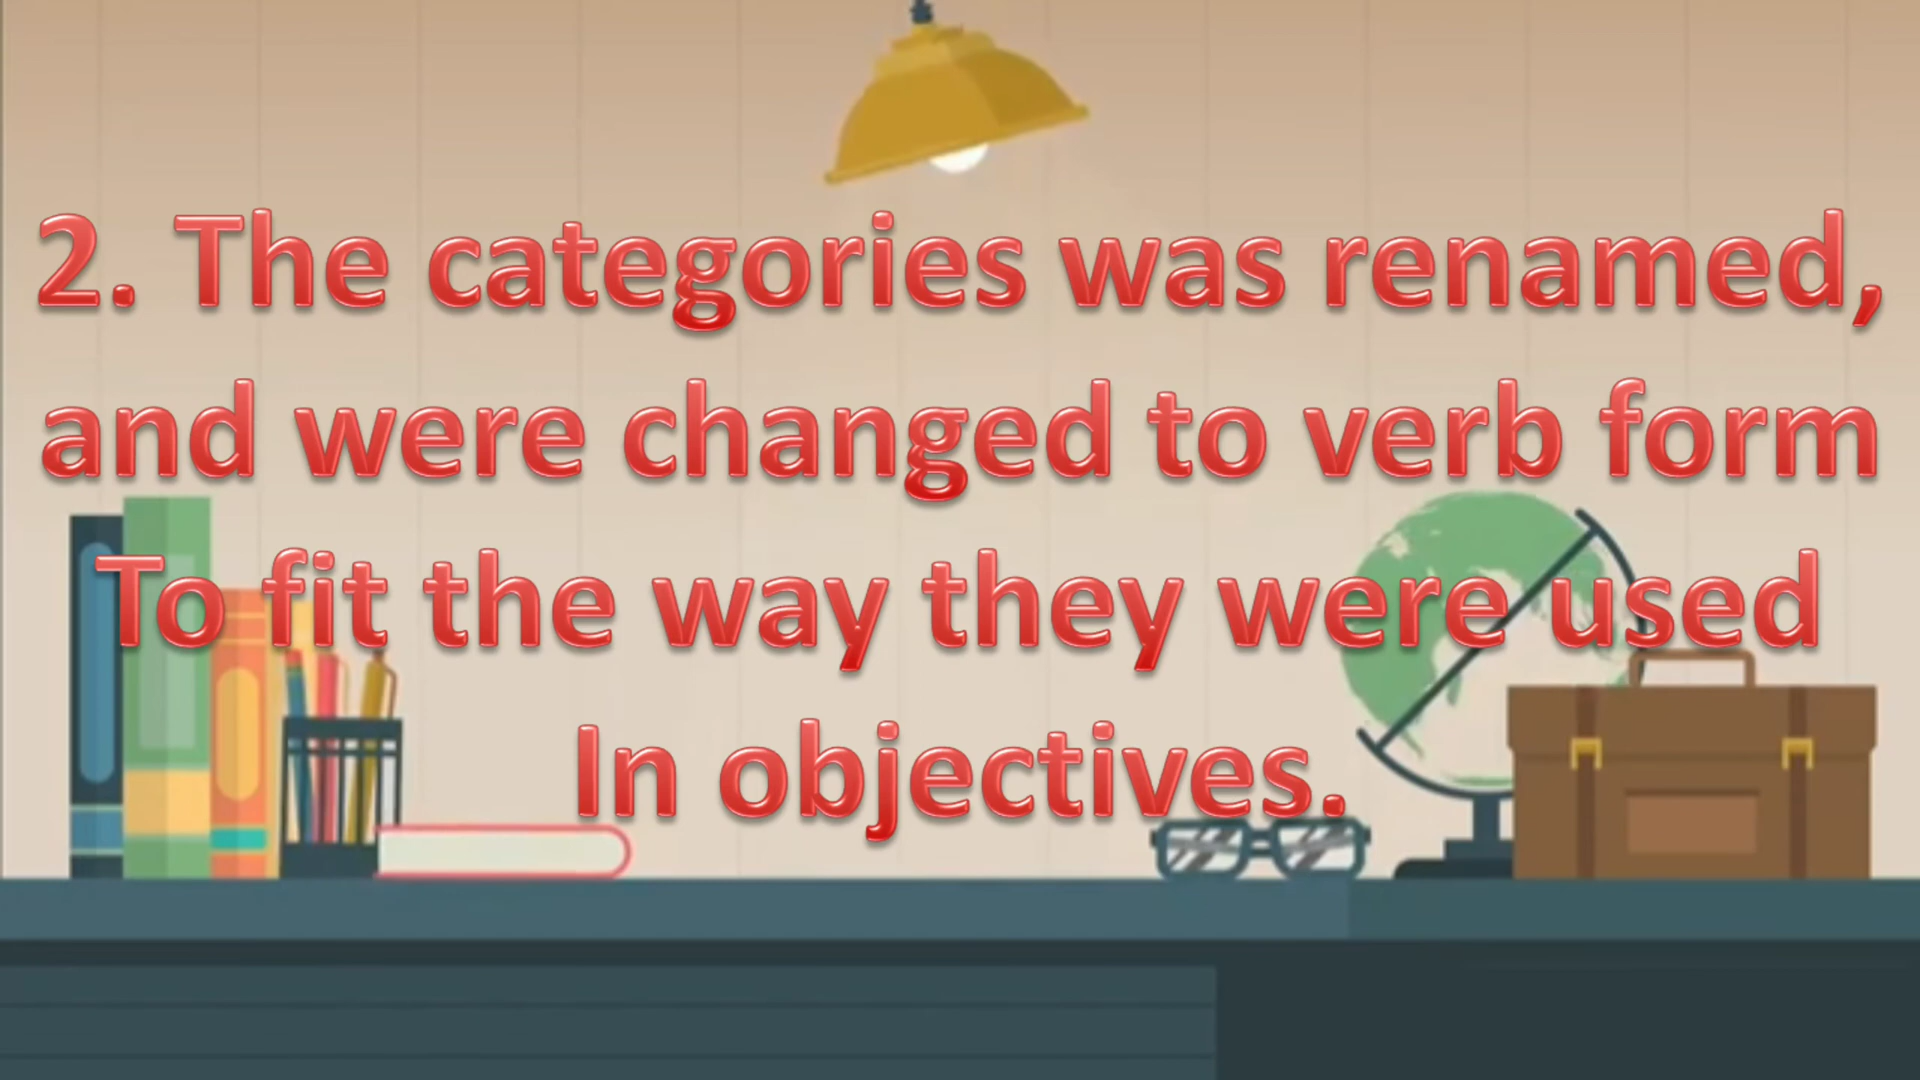 2. The categories was renamed,
and were changed to verb form
To fit the way they were used
In objectives.